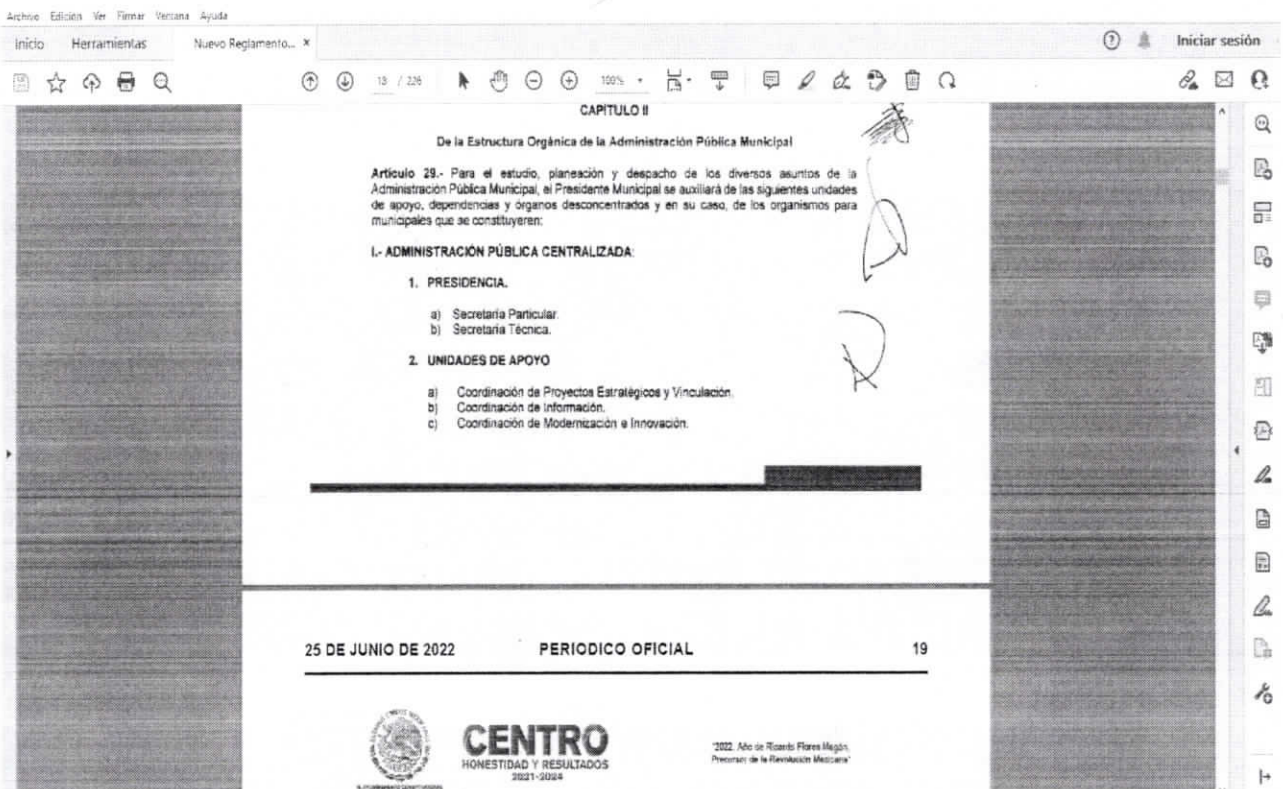 Archivo Edición Ver Firmar Ventana Ayuda
Inicio Herramientas Nuevo Reglamento... × Iniciar sesión
13 / 226 100%
CAPITULO II
De la Estructura Orgánica de la Administración Pública Municipal
Artículo 29.- Para el estudio, planeación y despacho de los diversos asuntos de la
Administración Pública Municipal, el Presidente Municipal se auxiliará de las siguientes unidades
de apoyo, dependencias y órganos desconcentrados y en su caso, de los organismos para
municipales que se constituyeren:
I.- ADMINISTRACIÓN PÚBLICA CENTRALIZADA:
1. PRESIDENCIA.
a) Secretaría Particular.
b) Secretaría Técnica.
2. UNIDADES DE APOYO
a) Coordinación de Proyectos Estratégicos y Vinculación.
b) Coordinación de Información.
c) Coordinación de Modernización e Innovación.
25 DE JUNIO DE 2022 PERIODICO OFICIAL 19
CENTRO
HONESTIDAD Y RESULTADOS
2021-2024
"2022, Año de Ricardo Flores Magón,
Precursor de la Revolución Mexicana"